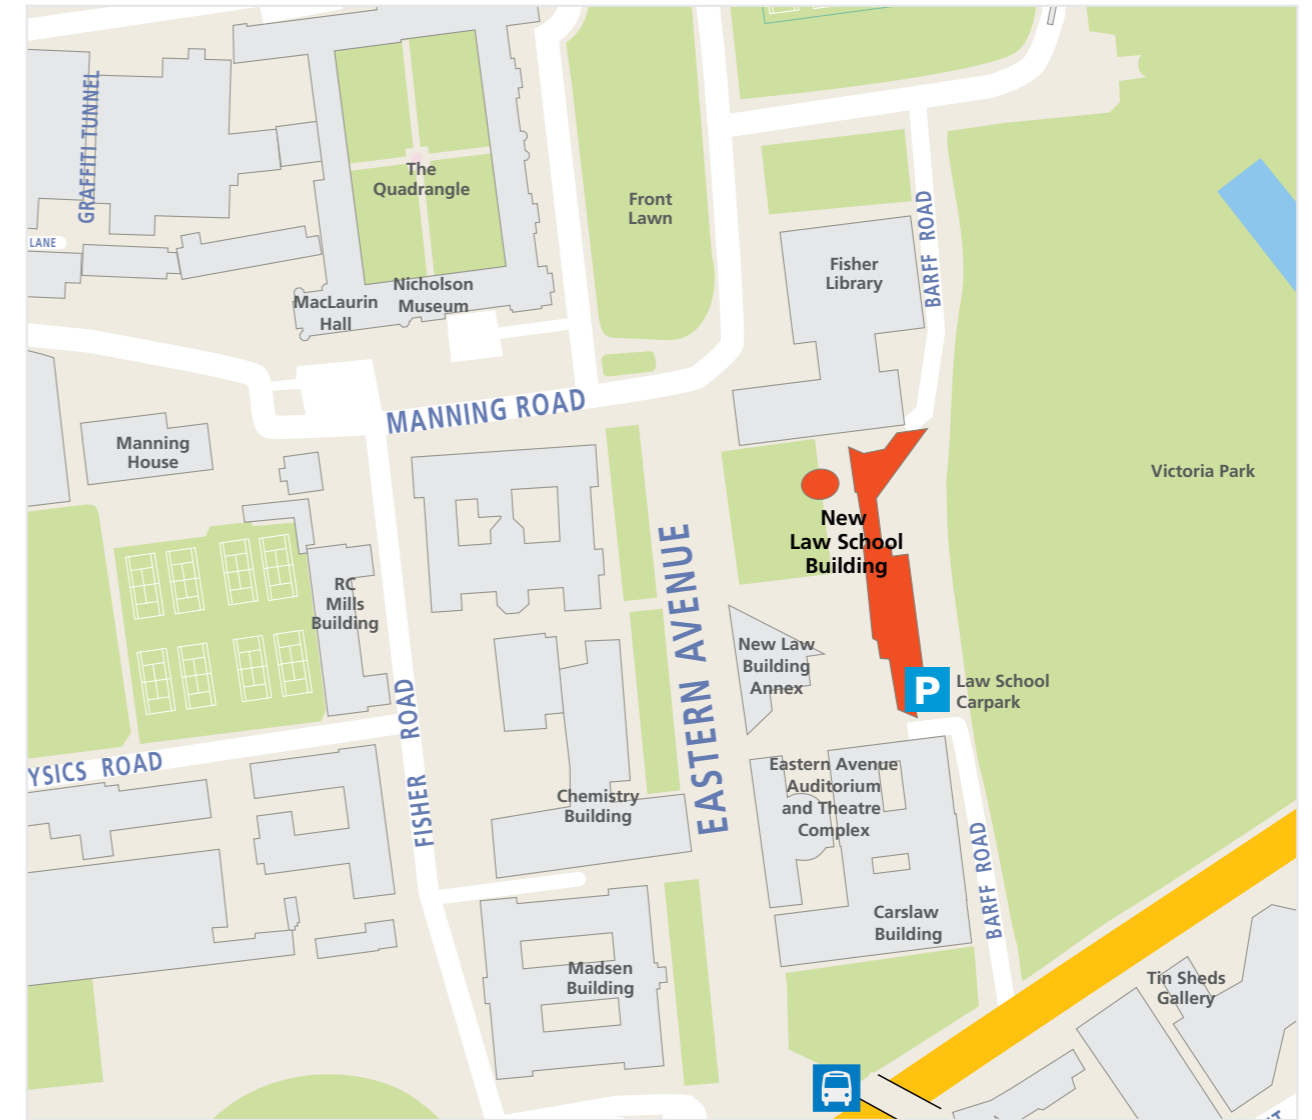 GRAFFITI TUNNEL
The
Quadrangle
Front
Lawn
BARFF ROAD
LANE
Fisher
Library
Nicholson
Museum
MacLaurin
Hall
MANNING ROAD
Manning
House
Victoria Park
New
Law School
Building
RC
Mills
Building
EASTERN AVENUE
New Law
Building
Annex
P
Law School
Carpark
FISHER ROAD
YSICS ROAD
Eastern Avenue
Auditorium
and Theatre
Complex
Chemistry
Building
BARFF ROAD
Carslaw
Building
Madsen
Building
Tin Sheds
Gallery